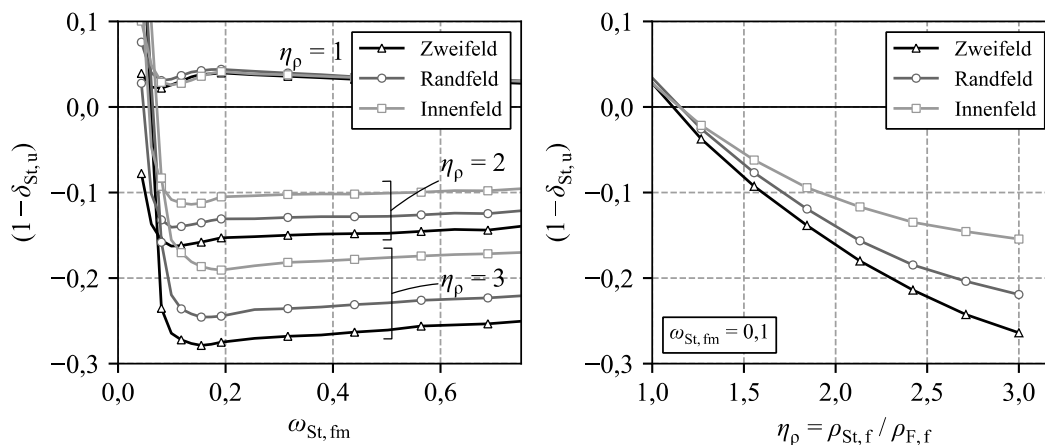 0,1
0,0
−0,1
−0,2
−0,3
(1 − δSt, u)
0,0
0,2
0,4
0,6
ωSt, fm
ηρ = 1
Zweifeld
Randfeld
Innenfeld
ηρ = 2
ηρ = 3
0,1
0,0
−0,1
−0,2
−0,3
(1 − δSt, u)
1,0
1,5
2,0
2,5
3,0
ηρ = ρSt, f / ρF, f
Zweifeld
Randfeld
Innenfeld
ωSt, fm = 0,1